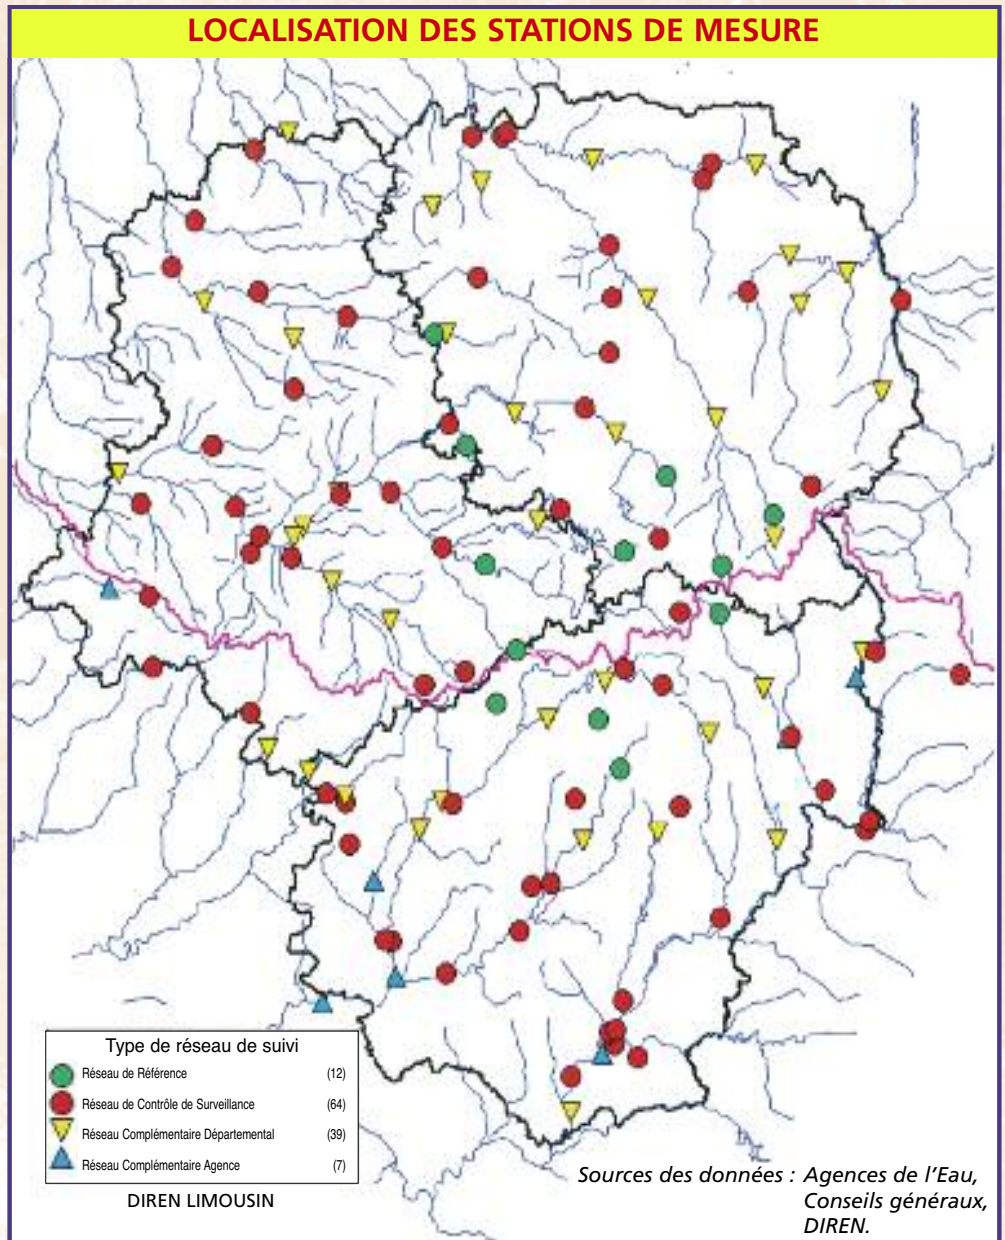 LOCALISATION DES STATIONS DE MESURE
Type de réseau de suivi
Réseau de Référence (12)
Réseau de Contrôle de Surveillance (64)
Réseau Complémentaire Départemental (39)
Réseau Complémentaire Agence (7)
DIREN LIMOUSIN
Sources des données : Agences de l'Eau,
Conseils généraux,
DIREN.